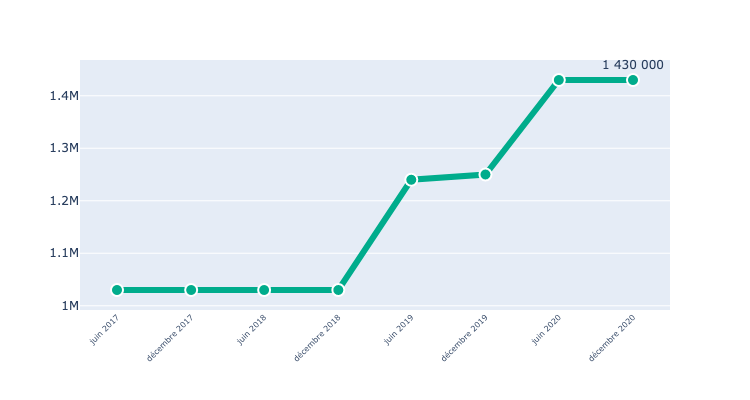 1 430 000
1.4M
1.3M
1.2M
1.1M
1M
juin 2017
décembre 2017
juin 2018
décembre 2018
juin 2019
décembre 2019
juin 2020
décembre 2020